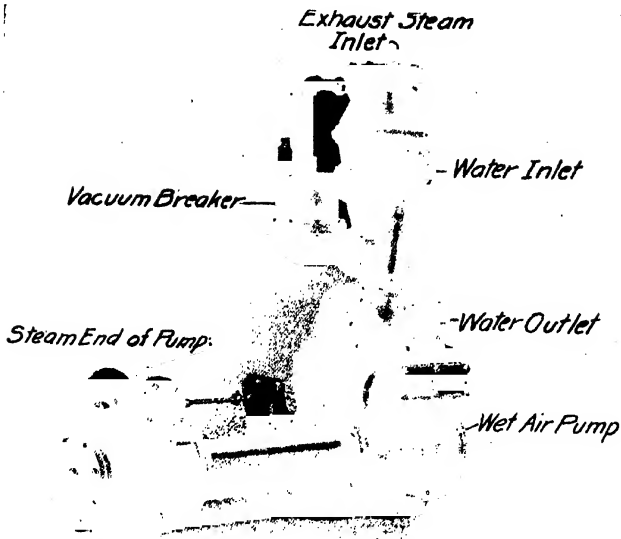 Exhaust Steam
Inlet
Water Inlet
Vacuum Breaker
Water Outlet
Steam End of Pump.
Wet Air Pump